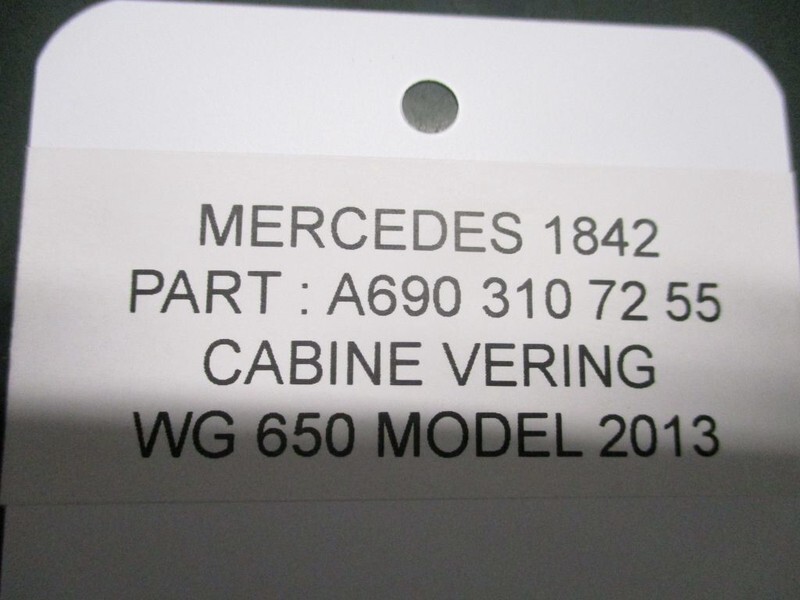 MERCEDES 1842
PART : A690 310 72 55
CABINE VERING
WG 650 MODEL 2013